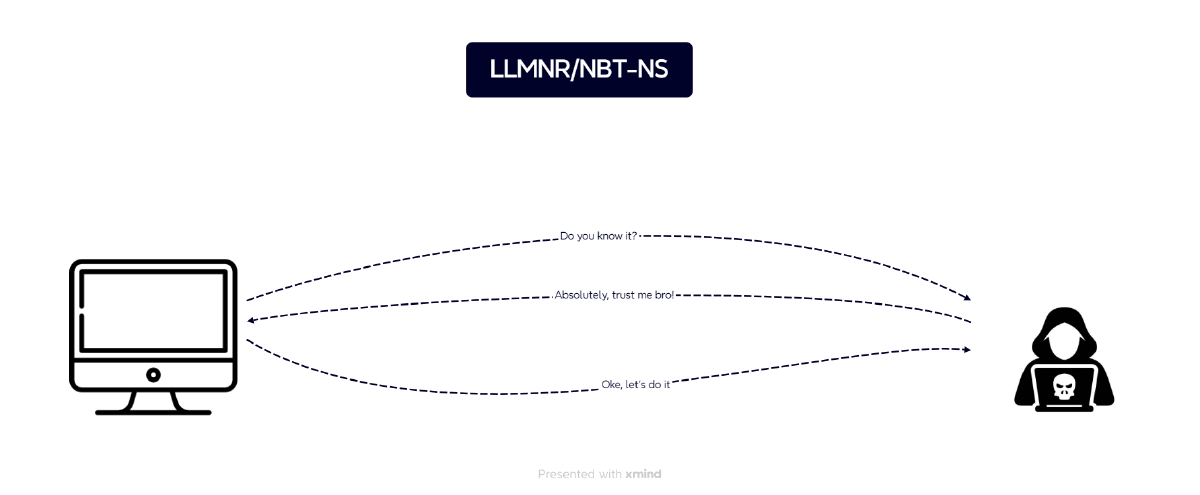 LLMNR/NBT-NS
Do you know it?
Absolutely, trust me bro!
Oke, let's do it
Presented with xmind